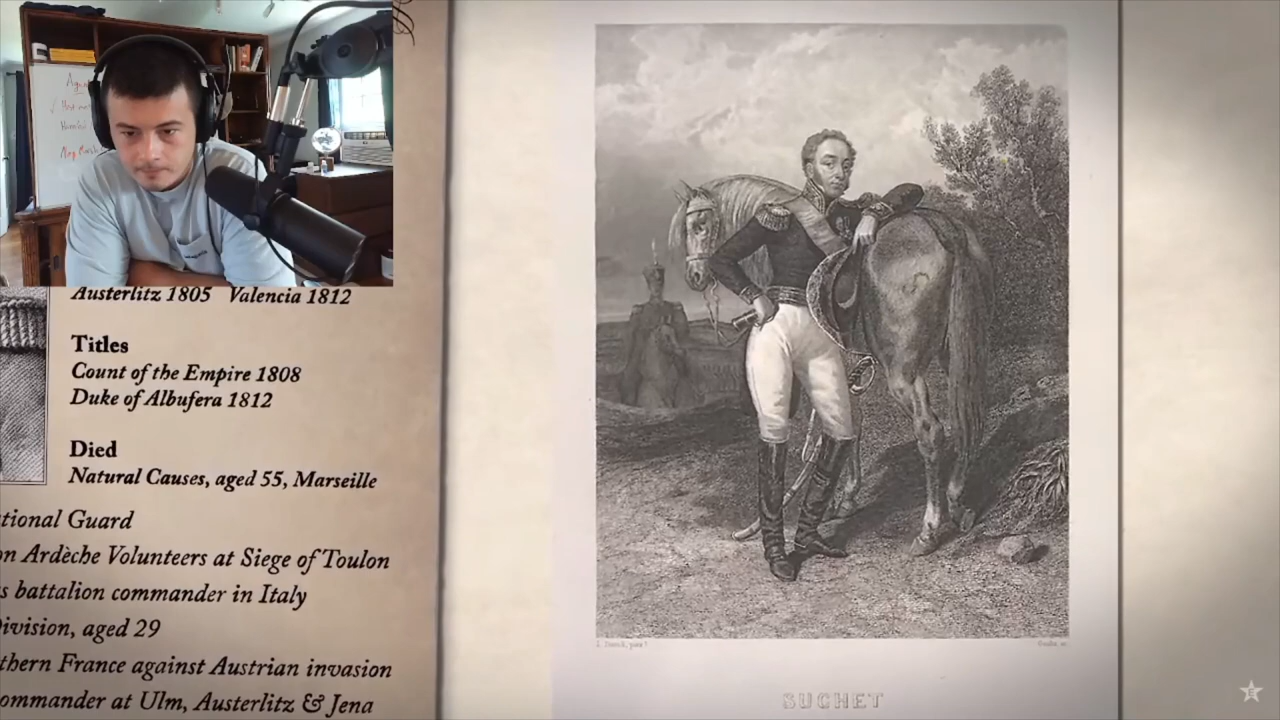 Austerlitz 1805 Valencia 1812
Titles
Count of the Empire 1808
Duke of Albufera 1812
Died
Natural Causes, aged 55, Marseille
tional Guard
on Ardèche Volunteers at Siege of Toulon
s battalion commander in Italy
ivision, aged 29
thern France against Austrian invasion
ommander at Ulm, Austerlitz & Jena
SUCHET
E